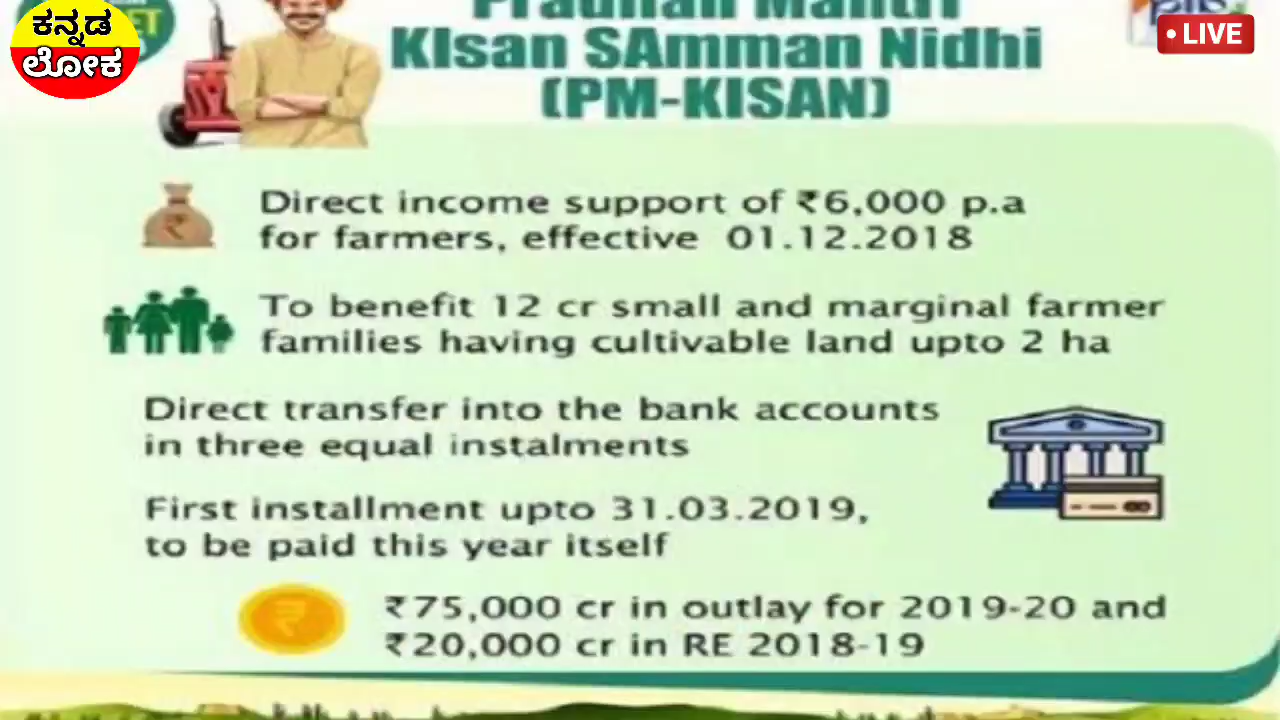 ಕನ್ನಡ
ಲೋಕ
LIVE
Pradhan Mantri
KIsan SAmman Nidhi
(PM-KISAN)
Direct income support of ₹6,000 p.a
for farmers, effective 01.12.2018
To benefit 12 cr small and marginal farmer
families having cultivable land upto 2 ha
Direct transfer into the bank accounts
in three equal instalments
First installment upto 31.03.2019,
to be paid this year itself
₹75,000 cr in outlay for 2019-20 and
₹20,000 cr in RE 2018-19